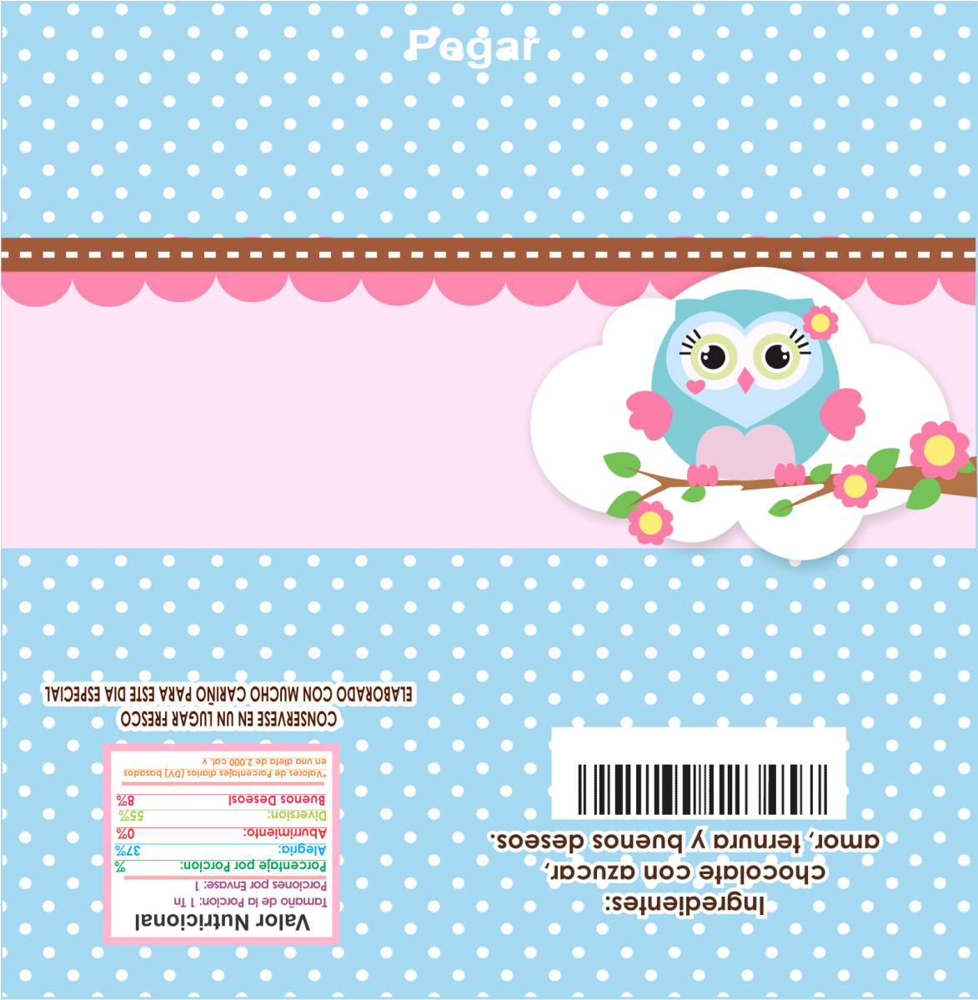 Pegar
Ingredientes:
chocolate con azucar,
amor, ternura y buenos deseos.
Valor Nutricional
Tamaño de la Porcion: 1 Tn
Porciones por Envase: 1
Porcentaje por Porcion: %
Alegria: 37%
Aburrimiento: 0%
Diversion: 55%
Buenos Deseos! 8%
*Valores de Porcentajes diarios (DV) basados
en una dieta de 2.000 cal. v
CONSERVESE EN UN LUGAR FRESCO
ELABORADO CON MUCHO CARIÑO PARA ESTE DIA ESPECIAL